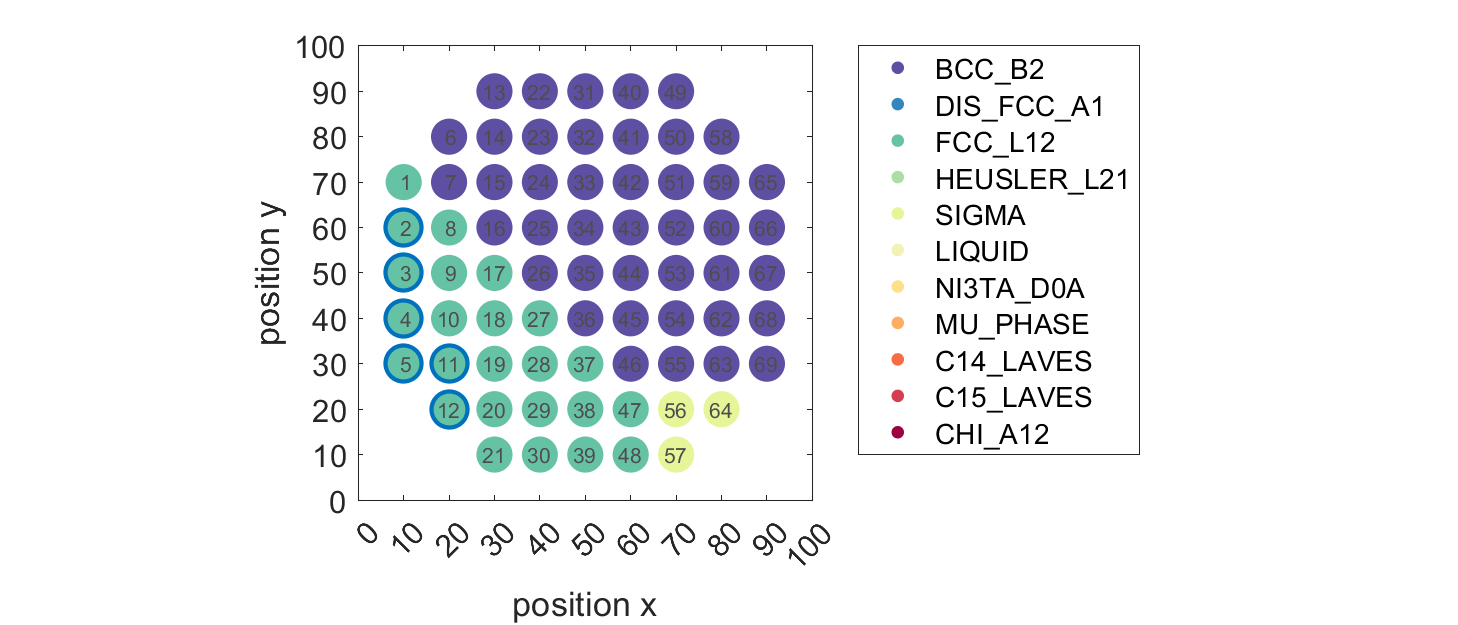 100
90
80
70
60
50
40
30
20
10
0
position y
13 22 31 40 49
6 14 23 32 41 50 58
1 7 15 24 33 42 51 59 65
2 8 16 25 34 43 52 60 66
3 9 17 26 35 44 53 61 67
4 10 18 27 36 45 54 62 68
5 11 19 28 37 46 55 63 69
12 20 29 38 47 56 64
21 30 39 48 57
0 10 20 30 40 50 60 70 80 90 100
position x
BCC_B2
DIS_FCC_A1
FCC_L12
HEUSLER_L21
SIGMA
LIQUID
NI3TA_D0A
MU_PHASE
C14_LAVES
C15_LAVES
CHI_A12